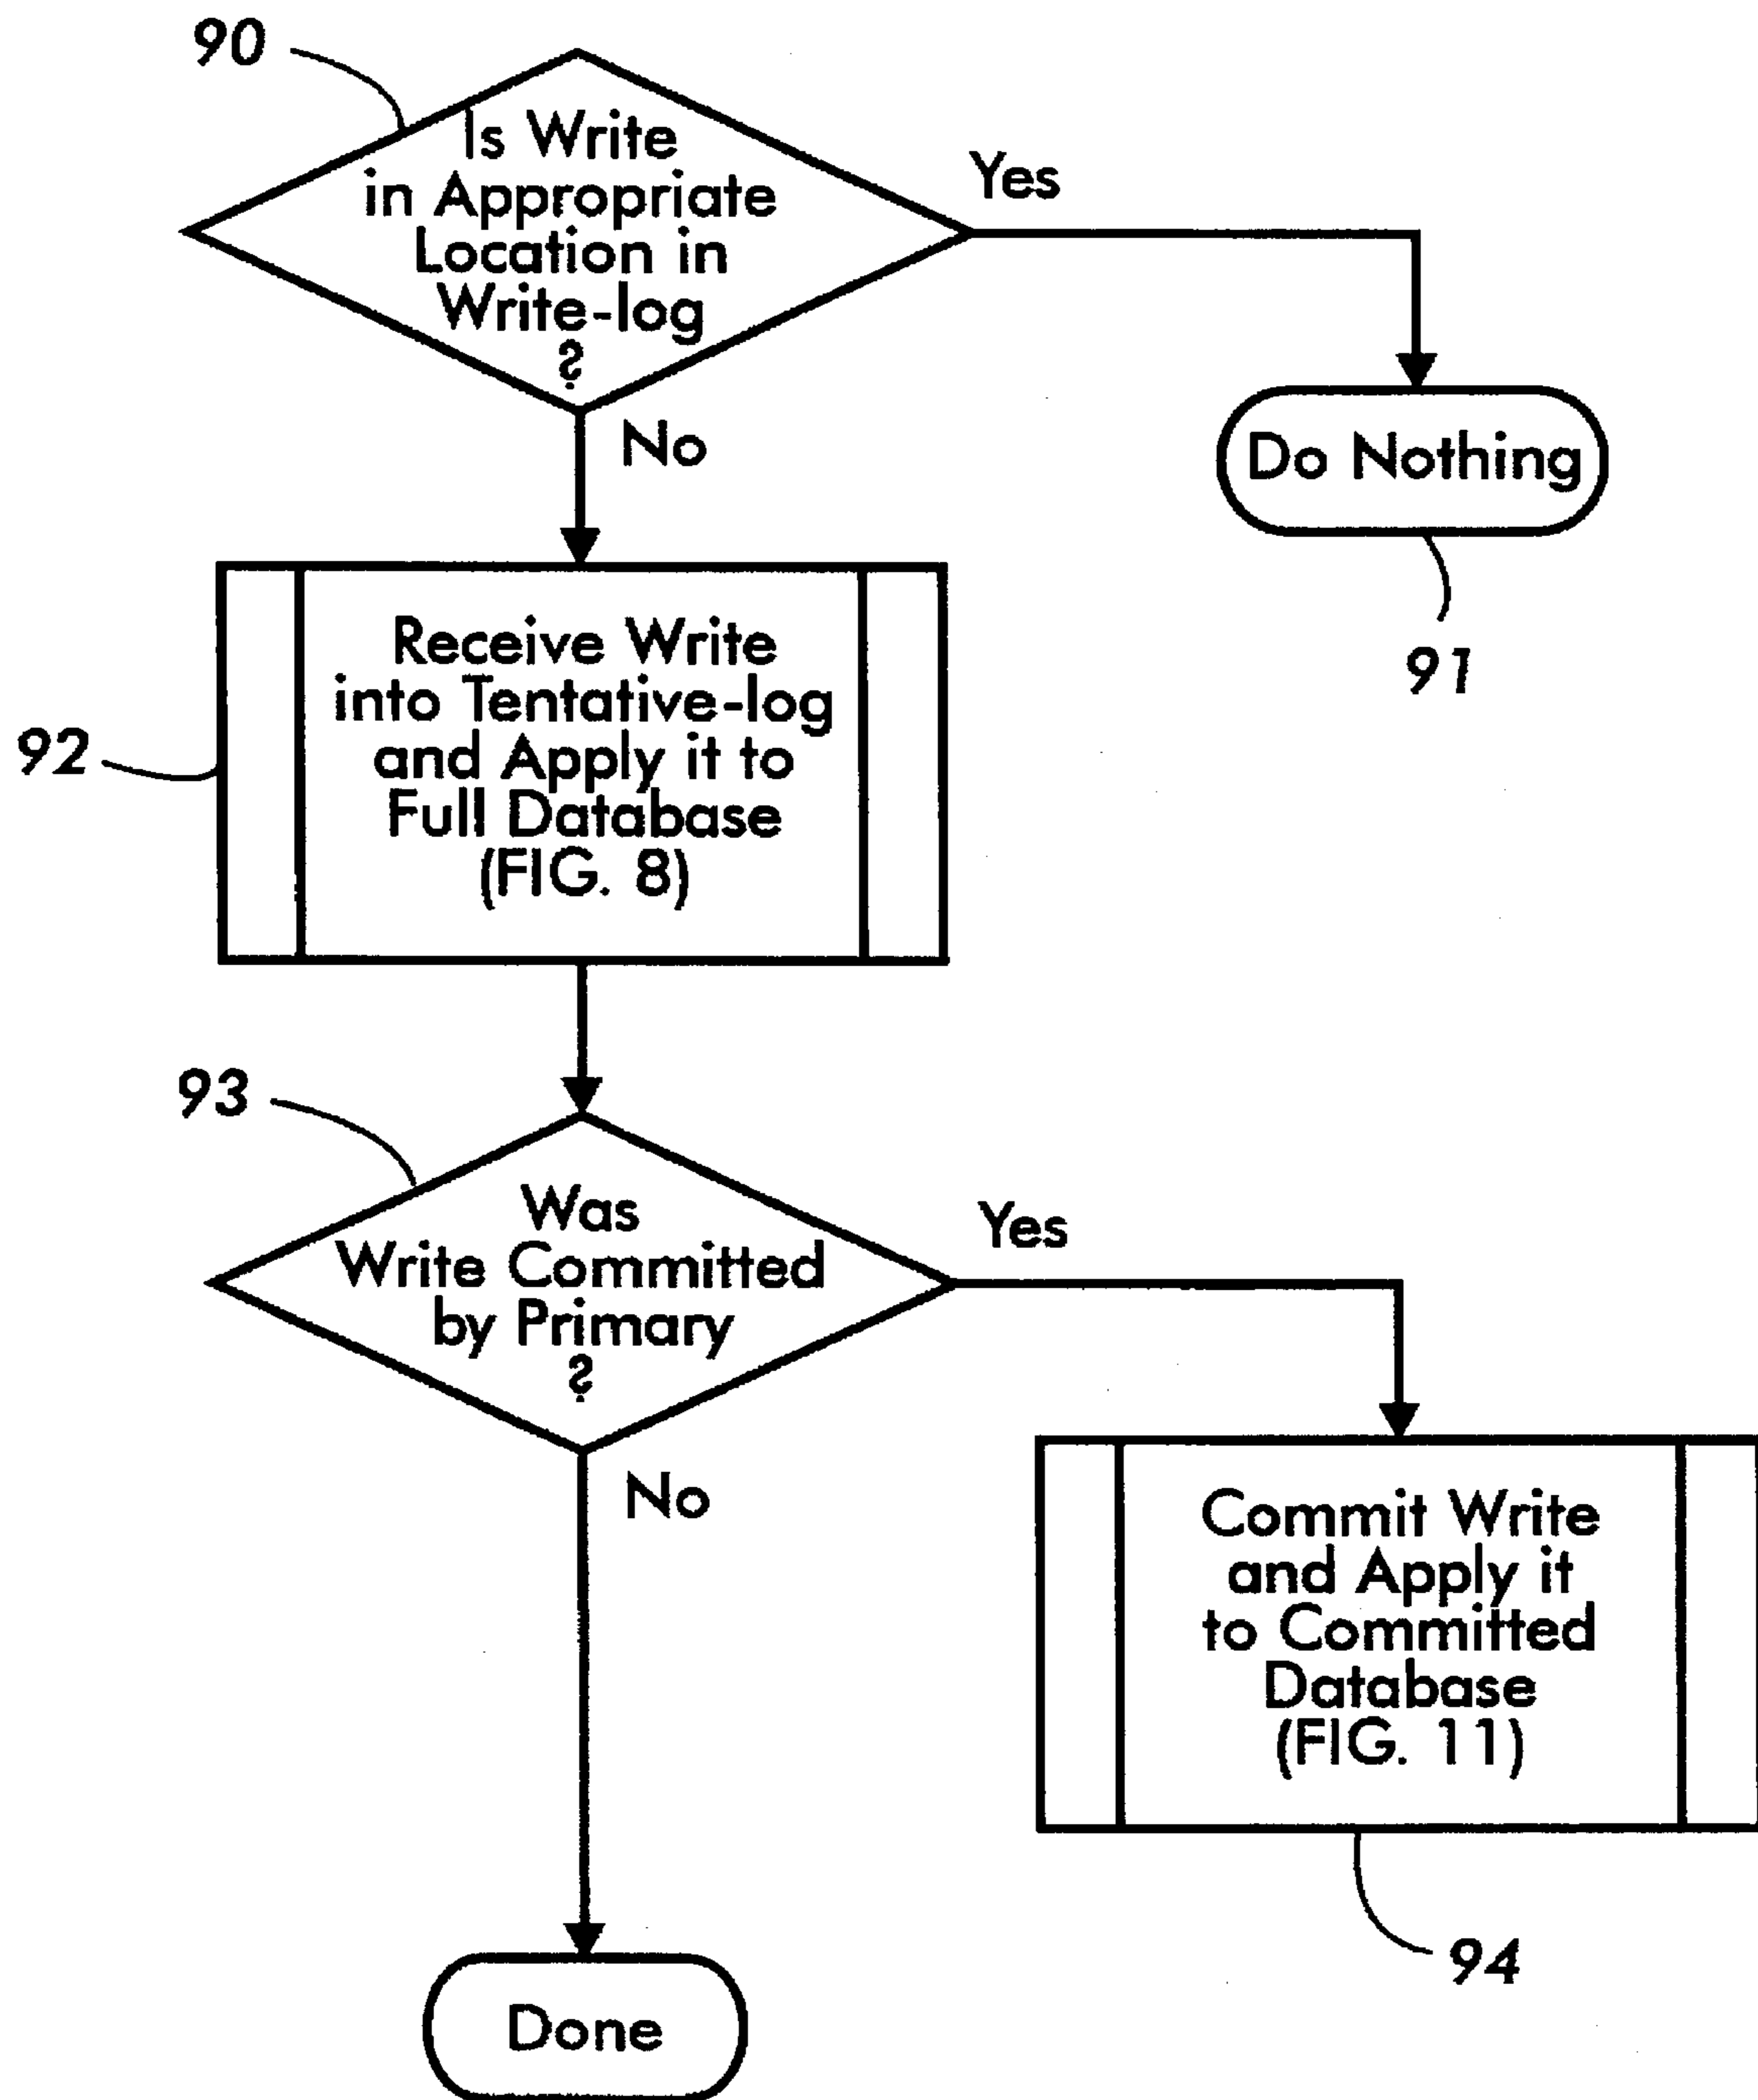 90
Is Write
in Appropriate
Location in
Write-log
?
Yes
No
Do Nothing
91
92
Receive Write
into Tentative-log
and Apply it to
Full Database
(FIG. 8)
93
Was
Write Committed
by Primary
?
Yes
No
Commit Write
and Apply it
to Committed
Database
(FIG. 11)
94
Done